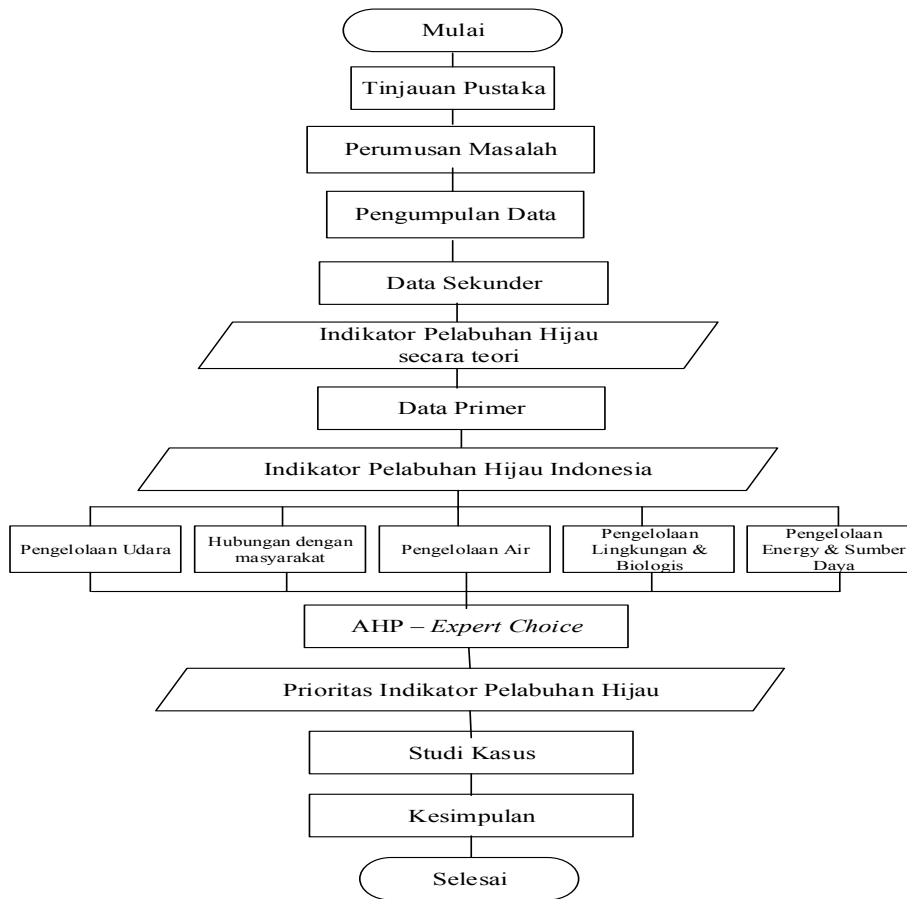 Mulai
Tinjauan Pustaka
Perumusan Masalah
Pengumpulan Data
Data Sekunder
Indikator Pelabuhan Hijau
secara teori
Data Primer
Indikator Pelabuhan Hijau Indonesia
Pengelolaan Udara
Hubungan dengan
masyarakat
Pengelolaan Air
Pengelolaan
Lingkungan &
Biologis
Pengelolaan
Energy & Sumber
Daya
AHP – Expert Choice
Prioritas Indikator Pelabuhan Hijau
Studi Kasus
Kesimpulan
Selesai